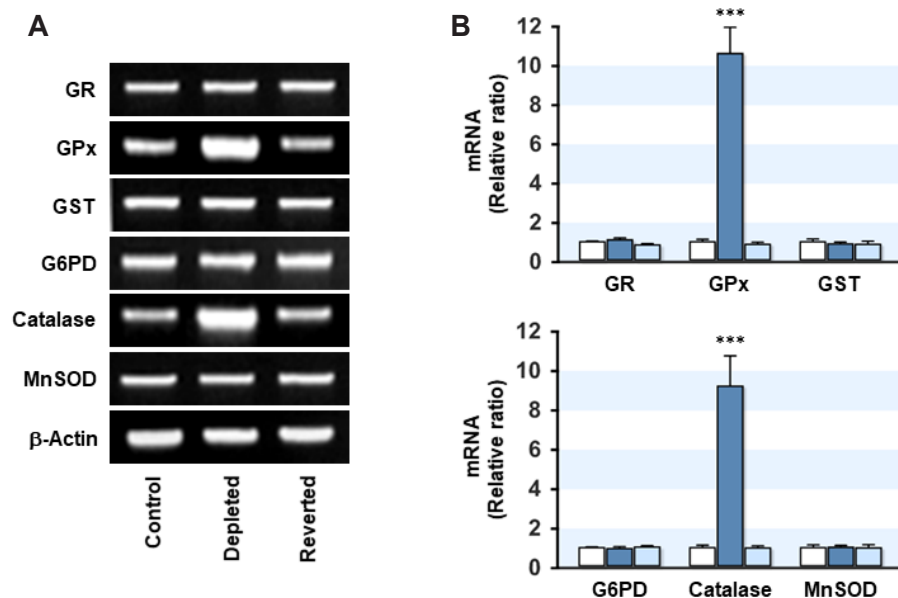 A
GR
GPx
GST
G6PD
Catalase
MnSOD
β-Actin
Control
Depleted
Reverted
B
mRNA
(Relative ratio)
12
10
8
6
4
2
0
***
GR GPx GST
mRNA
(Relative ratio)
12
10
8
6
4
2
0
***
G6PD Catalase MnSOD